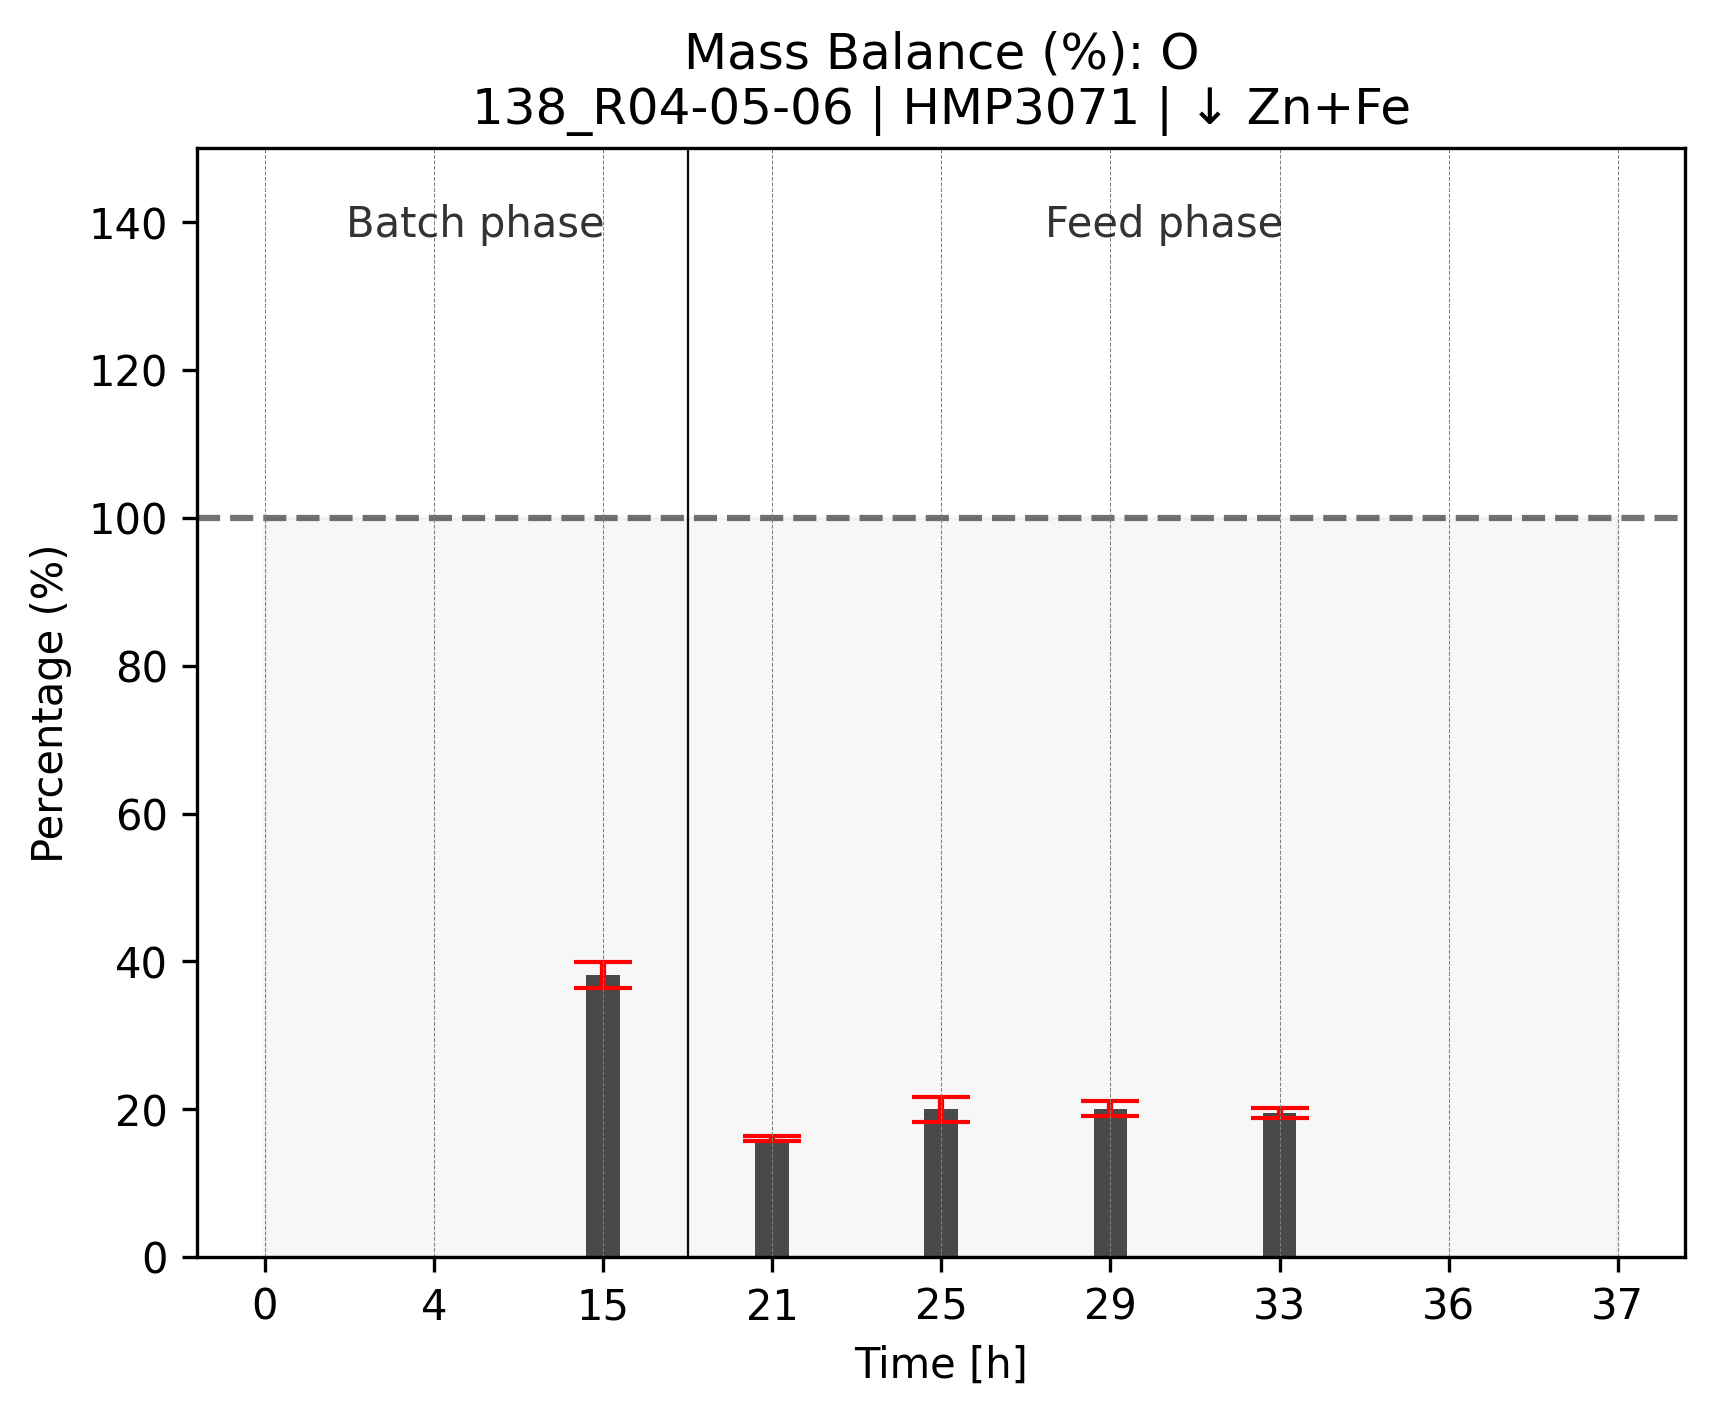 Mass Balance (%): O
138_R04-05-06 | HMP3071 | ↓ Zn+Fe
Batch phase
Feed phase
140
120
100
80
60
40
20
0
Percentage (%)
0 4 15 21 25 29 33 36 37
Time [h]